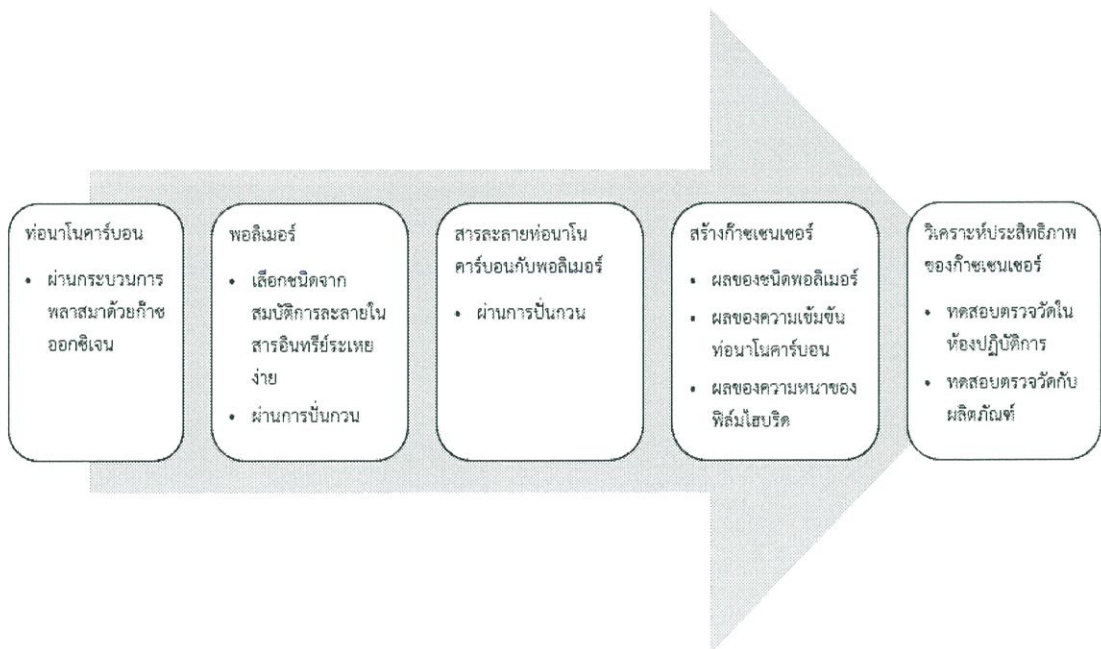 ท่อนาโนคาร์บอน
• ผ่านกระบวนการ
พลาสมาด้วยก๊าซ
ออกซิเจน
พอลิเมอร์
• เลือกชนิดจาก
สมบัติการละลายใน
สารอินทรีย์ระเหย
ง่าย
• ผ่านการปั่นกวน
สารละลายท่อนาโน
คาร์บอนกับพอลิเมอร์
• ผ่านการปั่นกวน
สร้างก๊าซเซนเซอร์
• ผลของชนิดพอลิเมอร์
• ผลของความเข้มข้น
ท่อนาโนคาร์บอน
• ผลของความหนาของ
ฟิล์มไฮบริด
วิเคราะห์ประสิทธิภาพ
ของก๊าซเซนเซอร์
• ทดสอบตรวจวัดใน
ห้องปฏิบัติการ
• ทดสอบตรวจวัดกับ
ผลิตภัณฑ์